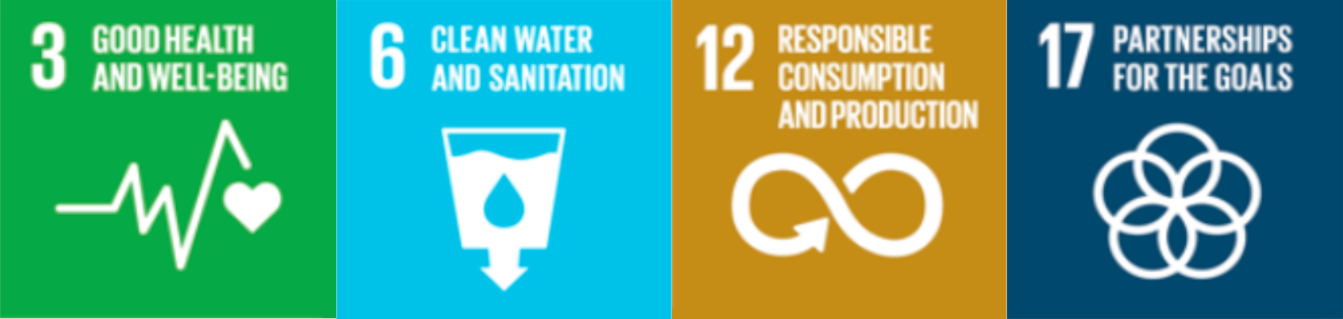 3
GOOD HEALTH
AND WELL-BEING
6
CLEAN WATER
AND SANITATION
12
RESPONSIBLE
CONSUMPTION
AND PRODUCTION
17
PARTNERSHIPS
FOR THE GOALS